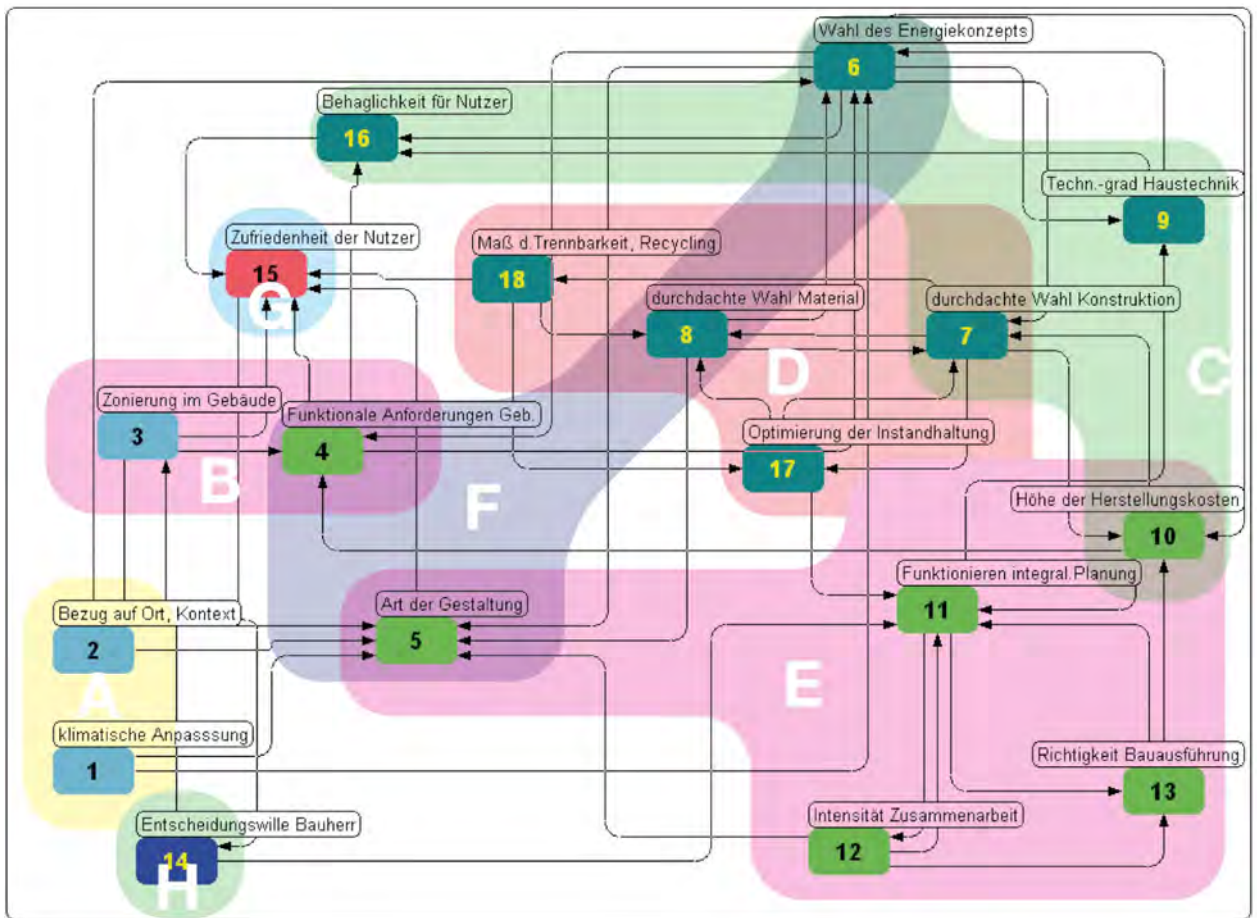 Wahl des Energiekonzepts
6
Behaglichkeit für Nutzer
16
Techn.-grad Haustechnik
9
Zufriedenheit der Nutzer
15
G
Maß d.Trennbarkeit, Recycling
18
durchdachte Wahl Material
8
durchdachte Wahl Konstruktion
7
D
C
Zonierung im Gebäude
3
B
Funktionale Anforderungen Geb.
4
Optimierung der Instandhaltung
17
F
Höhe der Herstellungskosten
10
Funktionieren integral.Planung
11
Bezug auf Ort, Kontext
2
A
Art der Gestaltung
5
E
klimatische Anpasssung
1
Richtigkeit Bauausführung
13
Entscheidungswille Bauherr
14
H
Intensität Zusammenarbeit
12